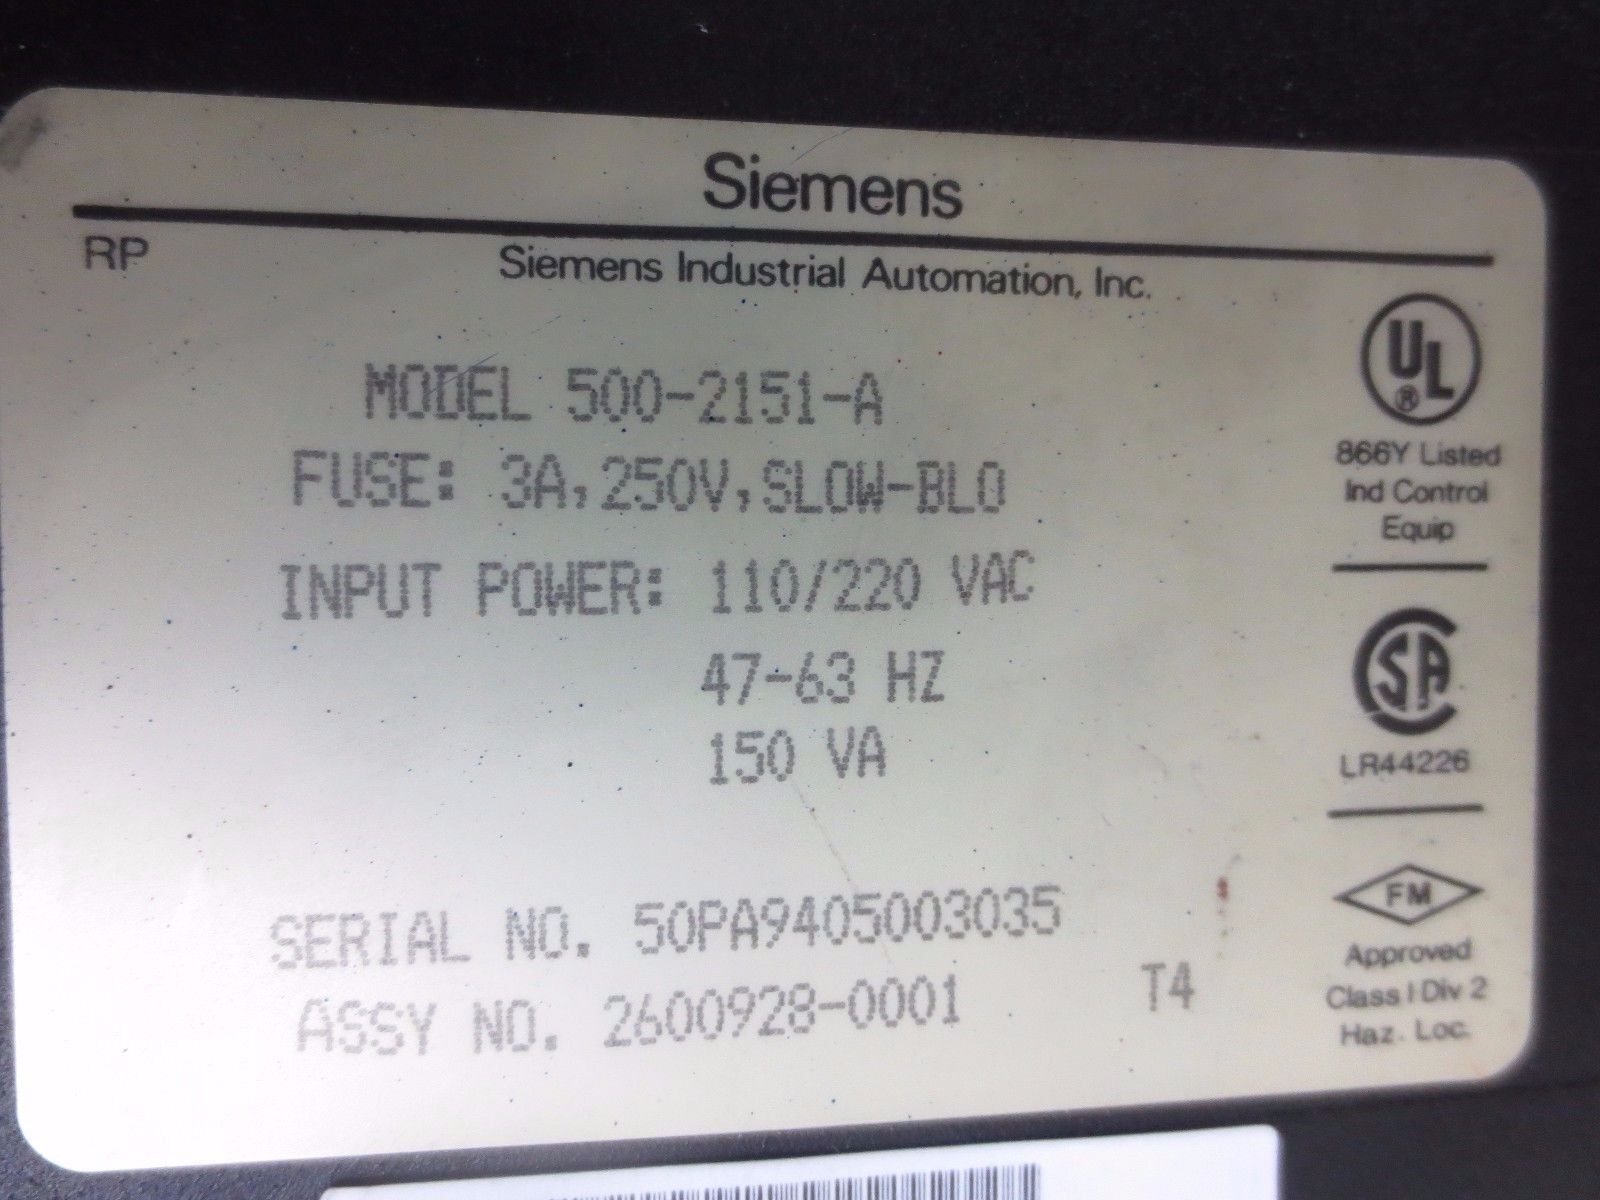 Siemens
RP
Siemens Industrial Automation, Inc.
MODEL 500-2151-A
FUSE: 3A,250V,SLOW-BLO
INPUT POWER: 110/220 VAC
47-63 HZ
150 VA
SERIAL NO. 50PA9405003035
ASSY NO. 2600928-0001
T4
UL
®
866Y Listed
Ind Control
Equip
SA
LR44226
FM
Approved
Class I Div 2
Haz. Loc.